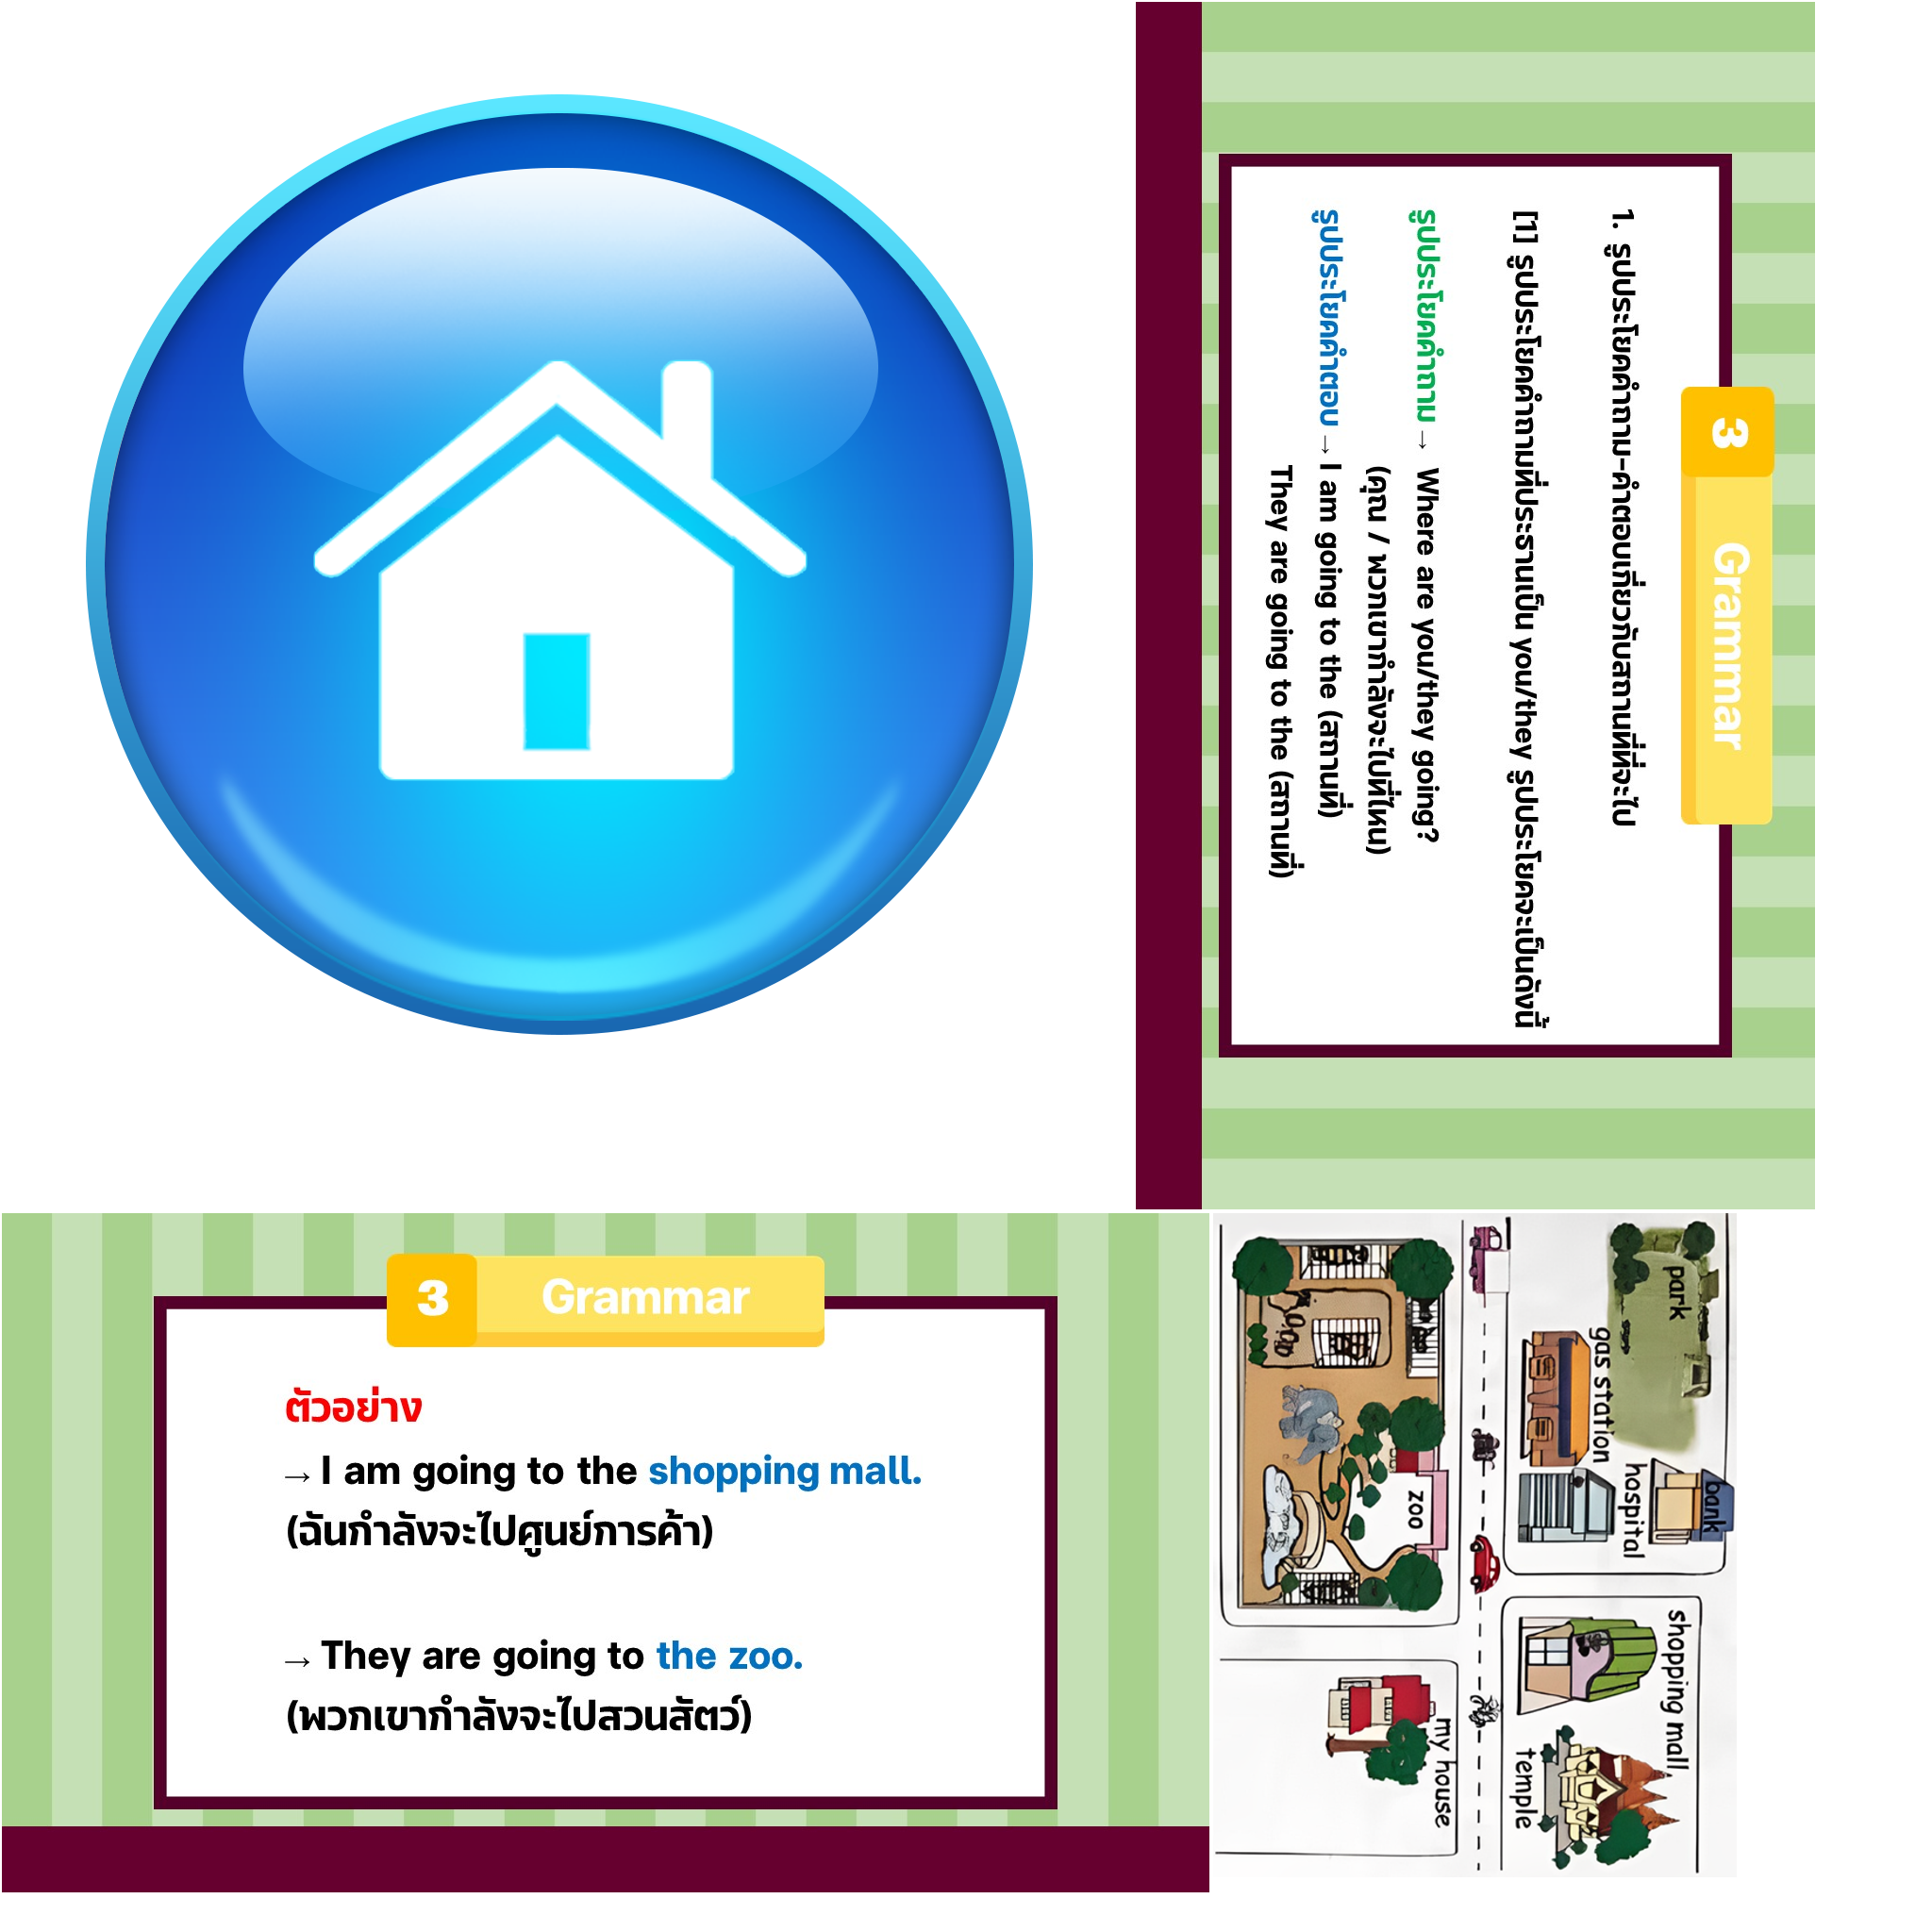 3 Grammar
1. รูปประโยคคำถาม-คำตอบเกี่ยวกับสถานที่ที่จะไป
[1] รูปประโยคคำถามที่ประธานเป็น you/they รูปประโยคจะเป็นดังนี้
รูปประโยคคำถาม→ Where are you/they going?
(คุณ / พวกเขากำลังจะไปที่ไหน)
รูปประโยคคำตอบ→ I am going to the (สถานที่)
They are going to the (สถานที่)
3 Grammar
ตัวอย่าง
→ I am going to the shopping mall.
(ฉันกำลังจะไปศูนย์การค้า)
→ They are going to the zoo.
(พวกเขากำลังจะไปสวนสัตว์)
park
bank
gas station
hospital
shopping mall
temple
zoo
my house